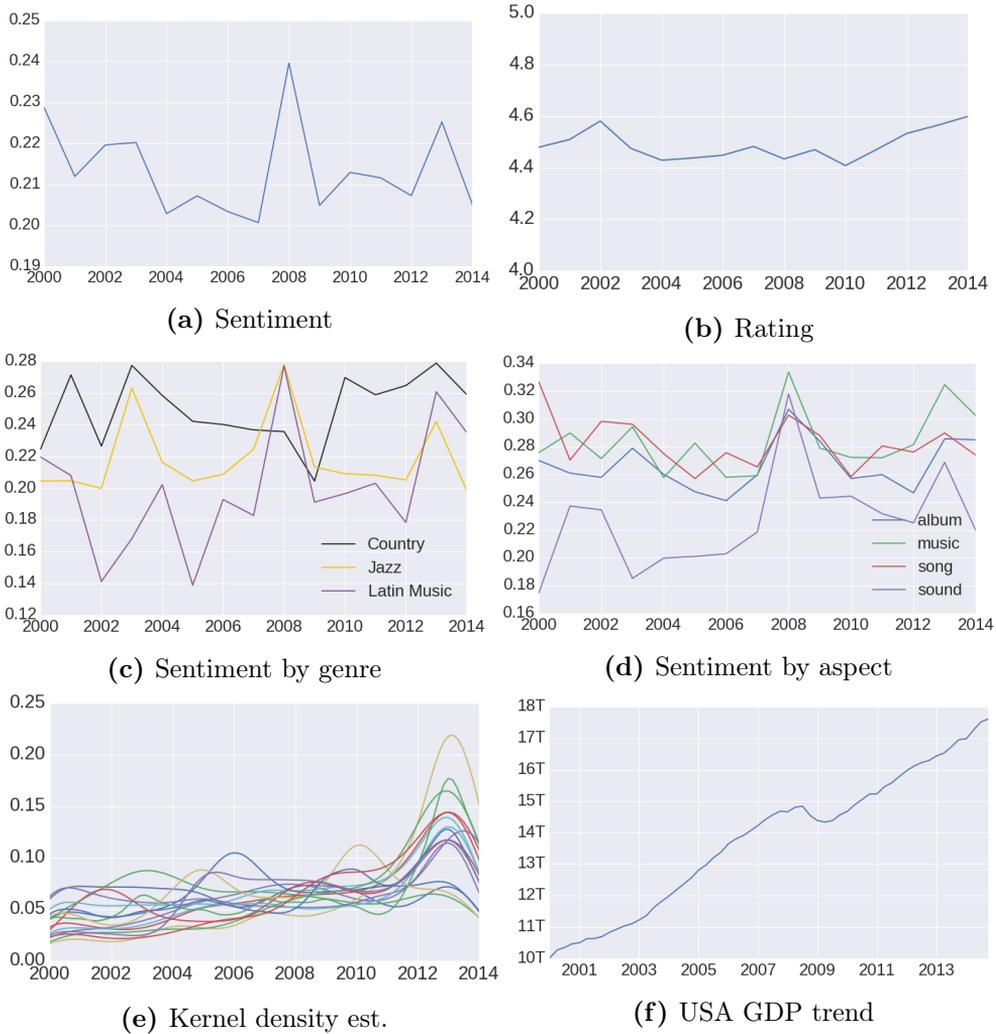 0.25
0.24
0.23
0.22
0.21
0.20
0.19
2000 2002 2004 2006 2008 2010 2012 2014
(a) Sentiment
5.0
4.8
4.6
4.4
4.2
4.0
2000 2002 2004 2006 2008 2010 2012 2014
(b) Rating
0.28
0.26
0.24
0.22
0.20
0.18
0.16
0.14
0.12
2000 2002 2004 2006 2008 2010 2012 2014
Country
Jazz
Latin Music
(c) Sentiment by genre
0.34
0.32
0.30
0.28
0.26
0.24
0.22
0.20
0.18
0.16
2000 2002 2004 2006 2008 2010 2012 2014
album
music
song
sound
(d) Sentiment by aspect
0.25
0.20
0.15
0.10
0.05
0.00
2000 2002 2004 2006 2008 2010 2012 2014
(e) Kernel density est.
18T
17T
16T
15T
14T
13T
12T
11T
10T
2001 2003 2005 2007 2009 2011 2013
(f) USA GDP trend